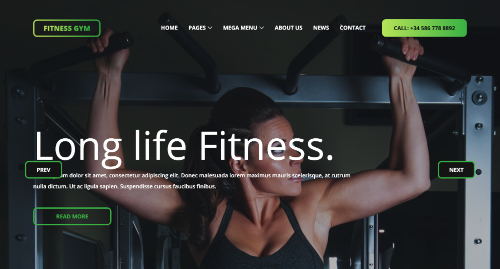 FITNESS GYM
HOME PAGES MEGA MENU ABOUT US NEWS CONTACT CALL: +34 586 778 8892
Long life Fitness.
PREV
dolor sit amet, consectetur adipiscing elit. Donec malesuada lorem maximus mauris scelerisque, at rutrum
NEXT
nulla dictum. Ut ac ligula sapien. Suspendisse cursus faucibus finibus.
READ MORE